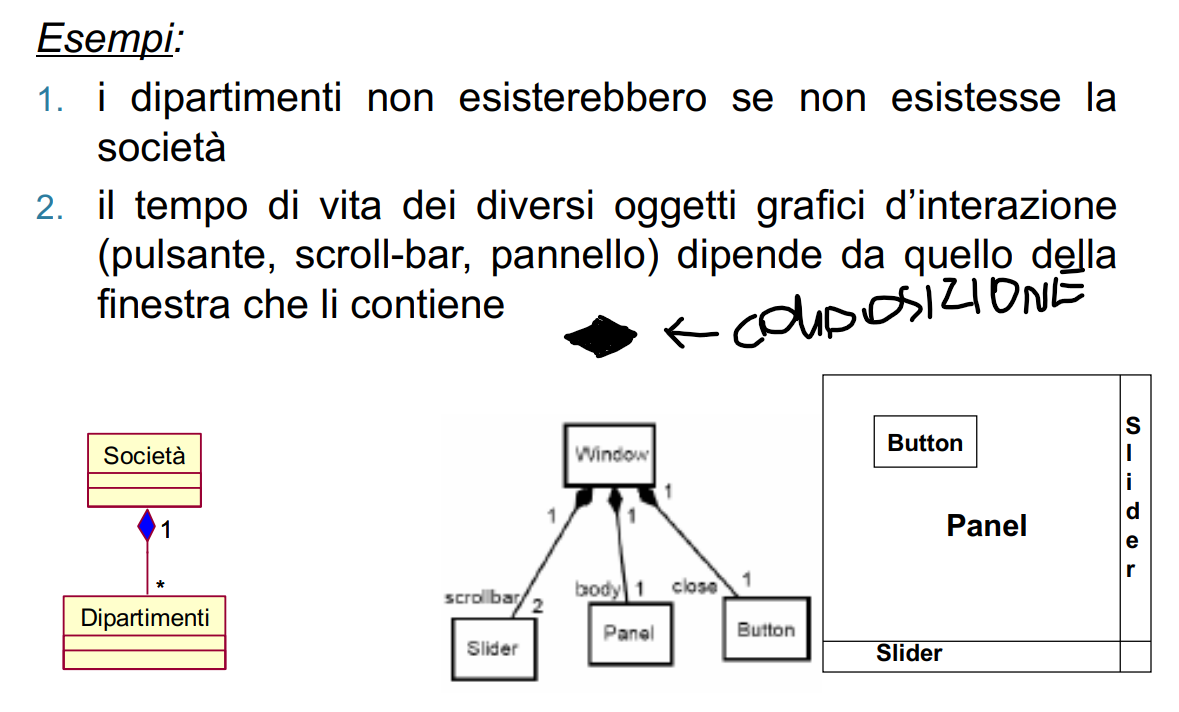 Esempi:
1. i dipartimenti non esisterebbero se non esistesse la
società
2. il tempo di vita dei diversi oggetti grafici d’interazione
(pulsante, scroll-bar, pannello) dipende da quello della
finestra che li contiene
← COMPOSIZIONE
Società
1
*
Dipartimenti
Window
1
1
1
scrollbar
2
body
1
close
1
Slider
Panel
Button
Button
Panel
Slider
Slider